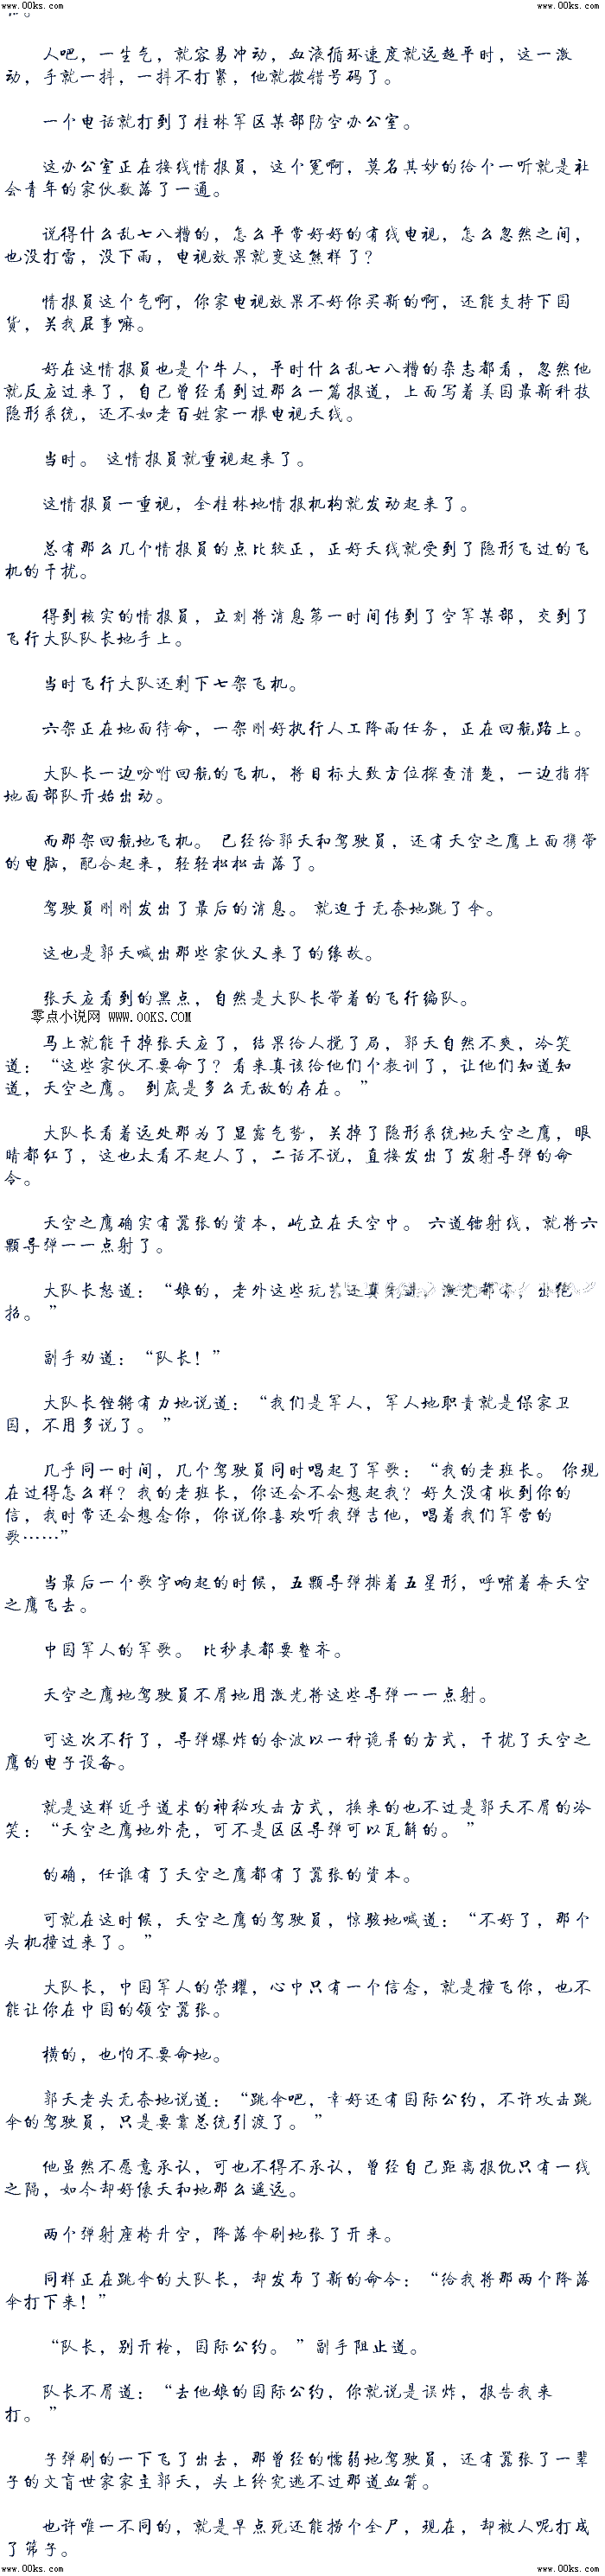 www.00ks.com www.00ks.com
人吧，一生气，就容易冲动，血液循环速度就远超平时，这一激
动，手就一抖，一抖不打紧，他就拨错号码了。
一个电话就打到了桂林军区某部防空办公室。
这办公室正在接线情报员，这个冤啊，莫名其妙的给个一听就是社
会青年的家伙数落了一通。
说得什么乱七八糟的，怎么平常好好的有线电视，怎么忽然之间，
也没打雷，没下雨，电视效果就变这熊样了？
情报员这个气啊，你家电视效果不好你买新的啊，还能支持下国
货，关我屁事嘛。
好在这情报员也是个牛人，平时什么乱七八糟的杂志都看，忽然他
就反应过来了，自己曾经看到过那么一篇报道，上面写着美国最新科技
隐形系统，还不如老百姓家一根电视天线。
当时。 这情报员就重视起来了。
这情报员一重视，全桂林地情报机构就发动起来了。
总有那么几个情报员的点比较正，正好天线就受到了隐形飞过的飞
机的干扰。
得到核实的情报员，立刻将消息第一时间传到了空军某部，交到了
飞行大队队长地手上。
当时飞行大队还剩下七架飞机。
六架正在地面待命，一架刚好执行人工降雨任务，正在回航路上。
大队长一边吩咐回航的飞机，将目标大致方位探查清楚，一边指挥
地面部队开始出动。
而那架回航地飞机。 已经给郭天和驾驶员，还有天空之鹰上面携带
的电脑，配合起来，轻轻松松击落了。
驾驶员刚刚发出了最后的消息。 就迫于无奈地跳了伞。
这也是郭天喊出那些家伙又来了的缘故。
张天应看到的黑点，自然是大队长带着的飞行编队。
零点小说网 www.00KS.COM
马上就能干掉张天应了，结果给人搅了局，郭天自然不爽，冷笑
道：“这些家伙不要命了？看来真该给他们个教训了，让他们知道知
道，天空之鹰。 到底是多么无敌的存在。”
大队长看着远处那为了显露气势，关掉了隐形系统地天空之鹰，眼
睛都红了，这也太看不起人了，二话不说，直接发出了发射导弹的命
令。
天空之鹰确实有嚣张的资本，屹立在天空中。 六道镭射线，就将六
颗导弹一一点射了。
大队长怒道：“娘的，老外这些玩艺还真先进，激光都有，出绝
招。”
副手劝道：“队长！”
大队长铿锵有力地说道：“我们是军人，军人地职责就是保家卫
国，不用多说了。”
几乎同一时间，几个驾驶员同时唱起了军歌：“我的老班长。 你现
在过得怎么样？我的老班长，你还会不会想起我？好久没有收到你的
信，我时常还会想念你，你说你喜欢听我弹吉他，唱着我们军营的
歌……”
当最后一个歌字响起的时候，五颗导弹排着五星形，呼啸着奔天空
之鹰飞去。
中国军人的军歌。 比秒表都要整齐。
天空之鹰地驾驶员不屑地用激光将这些导弹一一点射。
可这次不行了，导弹爆炸的余波以一种诡异的方式，干扰了天空之
鹰的电子设备。
就是这样近乎道术的神秘攻击方式，换来的也不过是郭天不屑的冷
笑：“天空之鹰地外壳，可不是区区导弹可以瓦解的。”
的确，任谁有了天空之鹰都有了嚣张的资本。
可就在这时候，天空之鹰的驾驶员，惊骇地喊道：“不好了，那个
头机撞过来了。”
大队长，中国军人的荣耀，心中只有一个信念，就是撞飞你，也不
能让你在中国的领空嚣张。
横的，也怕不要命地。
郭天老头无奈地说道：“跳伞吧，幸好还有国际公约，不许攻击跳
伞的驾驶员，只是要靠总统引渡了。”
他虽然不愿意承认，可也不得不承认，曾经自己距离报仇只有一线
之隔，如今却好像天和地那么遥远。
两个弹射座椅升空，降落伞刷地张了开来。
同样正在跳伞的大队长，却发布了新的命令：“给我将那两个降落
伞打下来！”
“队长，别开枪，国际公约。”副手阻止道。
队长不屑道：“去他娘的国际公约，你就说是误炸，报告我来
打。”
子弹刷的一下飞了出去，那曾经的懦弱地驾驶员，还有嚣张了一辈
子的文盲世家家主郭天，头上终究逃不过那道血箭。
也许唯一不同的，就是早点死还能捞个全尸，现在，却被人呢打成
了筛子。
www.00ks.com www.00ks.com